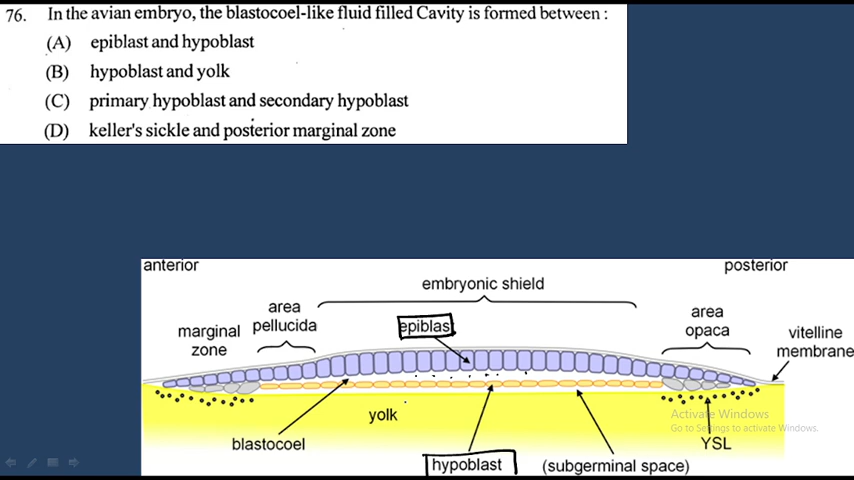 76. In the avian embryo, the blastocoel-like fluid filled Cavity is formed between :
(A) epiblast and hypoblast
(B) hypoblast and yolk
(C) primary hypoblast and secondary hypoblast
(D) keller's sickle and posterior marginal zone
anterior
posterior
embryonic shield
area
pellucida
marginal
zone
epiblast
area
opaca
vitelline
membrane
yolk
Activate Windows
Go to Settings to activate Windows.
blastocoel
YSL
hypoblast
(subgerminal space)